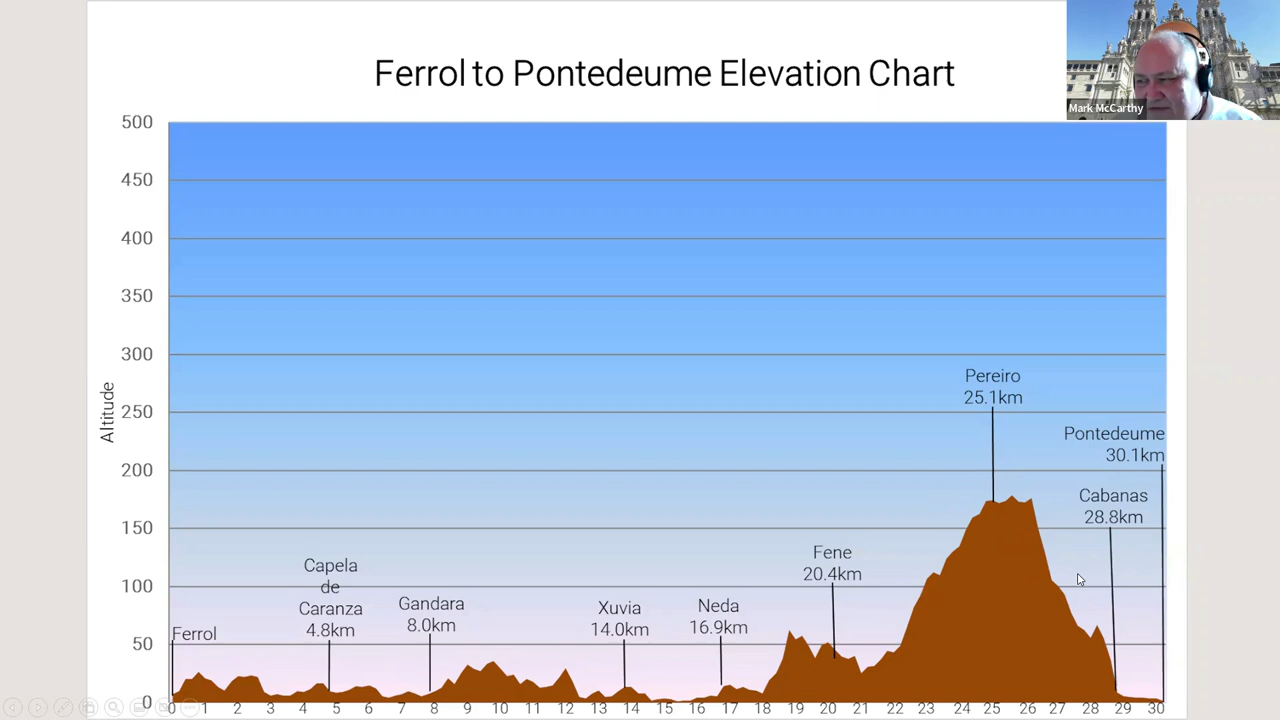 Ferrol to Pontedeume Elevation Chart
Mark McCarthy
500
450
400
350
300
250
200
150
100
50
0
Altitude
Ferrol
Capela
de
Caranza
4.8km
Gandara
8.0km
Xuvia
14.0km
Neda
16.9km
Fene
20.4km
Pereiro
25.1km
Pontedeume
30.1km
Cabanas
28.8km
0 1 2 3 4 5 6 7 8 9 10 11 12 13 14 15 16 17 18 19 20 21 22 23 24 25 26 27 28 29 30